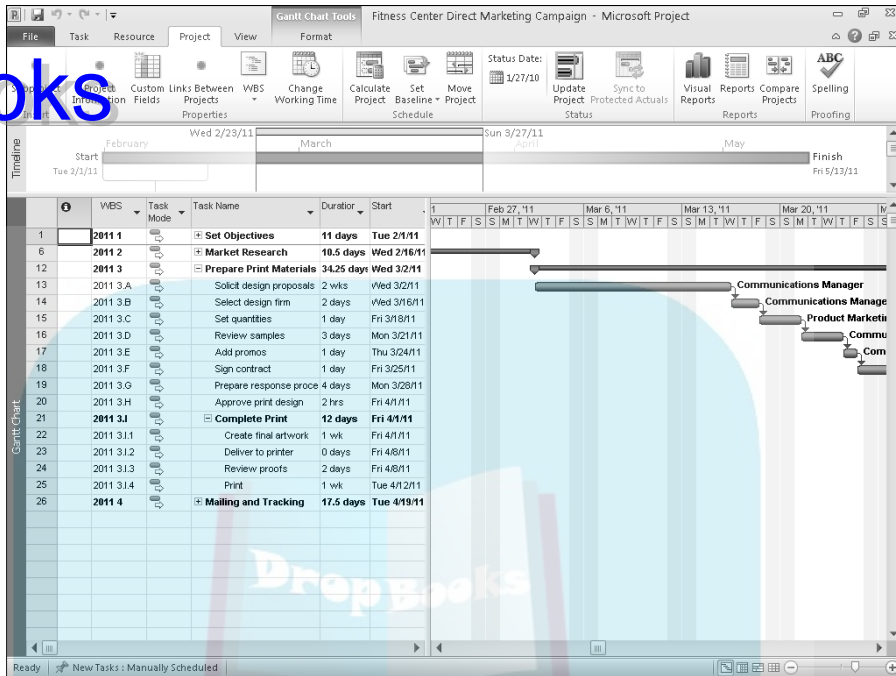 Gantt Chart Tools Fitness Center Direct Marketing Campaign - Microsoft Project
File Task Resource Project View Format
oks
Project Information
Custom Fields
Links Between Projects
WBS
Change Working Time
Calculate Project
Set Baseline
Move Project
Status Date:
1/27/10
Update Project
Sync to Protected Actuals
Visual Reports
Reports
Compare Projects
ABC
Spelling
Properties Schedule Status Reports Proofing
Timeline
Wed 2/23/11 Sun 3/27/11
February March April May
Start
Tue 2/1/11
Finish
Fri 5/13/11
WBS Task Mode Task Name Duration Start
Feb 27, '11 Mar 6, '11 Mar 13, '11 Mar 20, '11
W T F S S M T W T F S S M T W T F S S M T W T F S S M T W T F S
1 2011 1 Set Objectives 11 days Tue 2/1/11
6 2011 2 Market Research 10.5 days Wed 2/16/11
12 2011 3 Prepare Print Materials 34.25 days Wed 3/2/11
13 2011 3.A Solicit design proposals 2 wks Wed 3/2/11 Communications Manager
14 2011 3.B Select design firm 2 days Wed 3/16/11 Communications Manage
15 2011 3.C Set quantities 1 day Fri 3/18/11 Product Marketi
16 2011 3.D Review samples 3 days Mon 3/21/11 Commu
17 2011 3.E Add promos 1 day Thu 3/24/11 Com
18 2011 3.F Sign contract 1 day Fri 3/25/11
19 2011 3.G Prepare response proce 4 days Mon 3/28/11
20 2011 3.H Approve print design 2 hrs Fri 4/1/11
21 2011 3.I Complete Print 12 days Fri 4/1/11
22 2011 3.I.1 Create final artwork 1 wk Fri 4/1/11
23 2011 3.I.2 Deliver to printer 0 days Fri 4/8/11
24 2011 3.I.3 Review proofs 2 days Fri 4/8/11
25 2011 3.I.4 Print 1 wk Tue 4/12/11
26 2011 4 Mailing and Tracking 17.5 days Tue 4/19/11
Gantt Chart
DropBooks
Ready New Tasks : Manually Scheduled